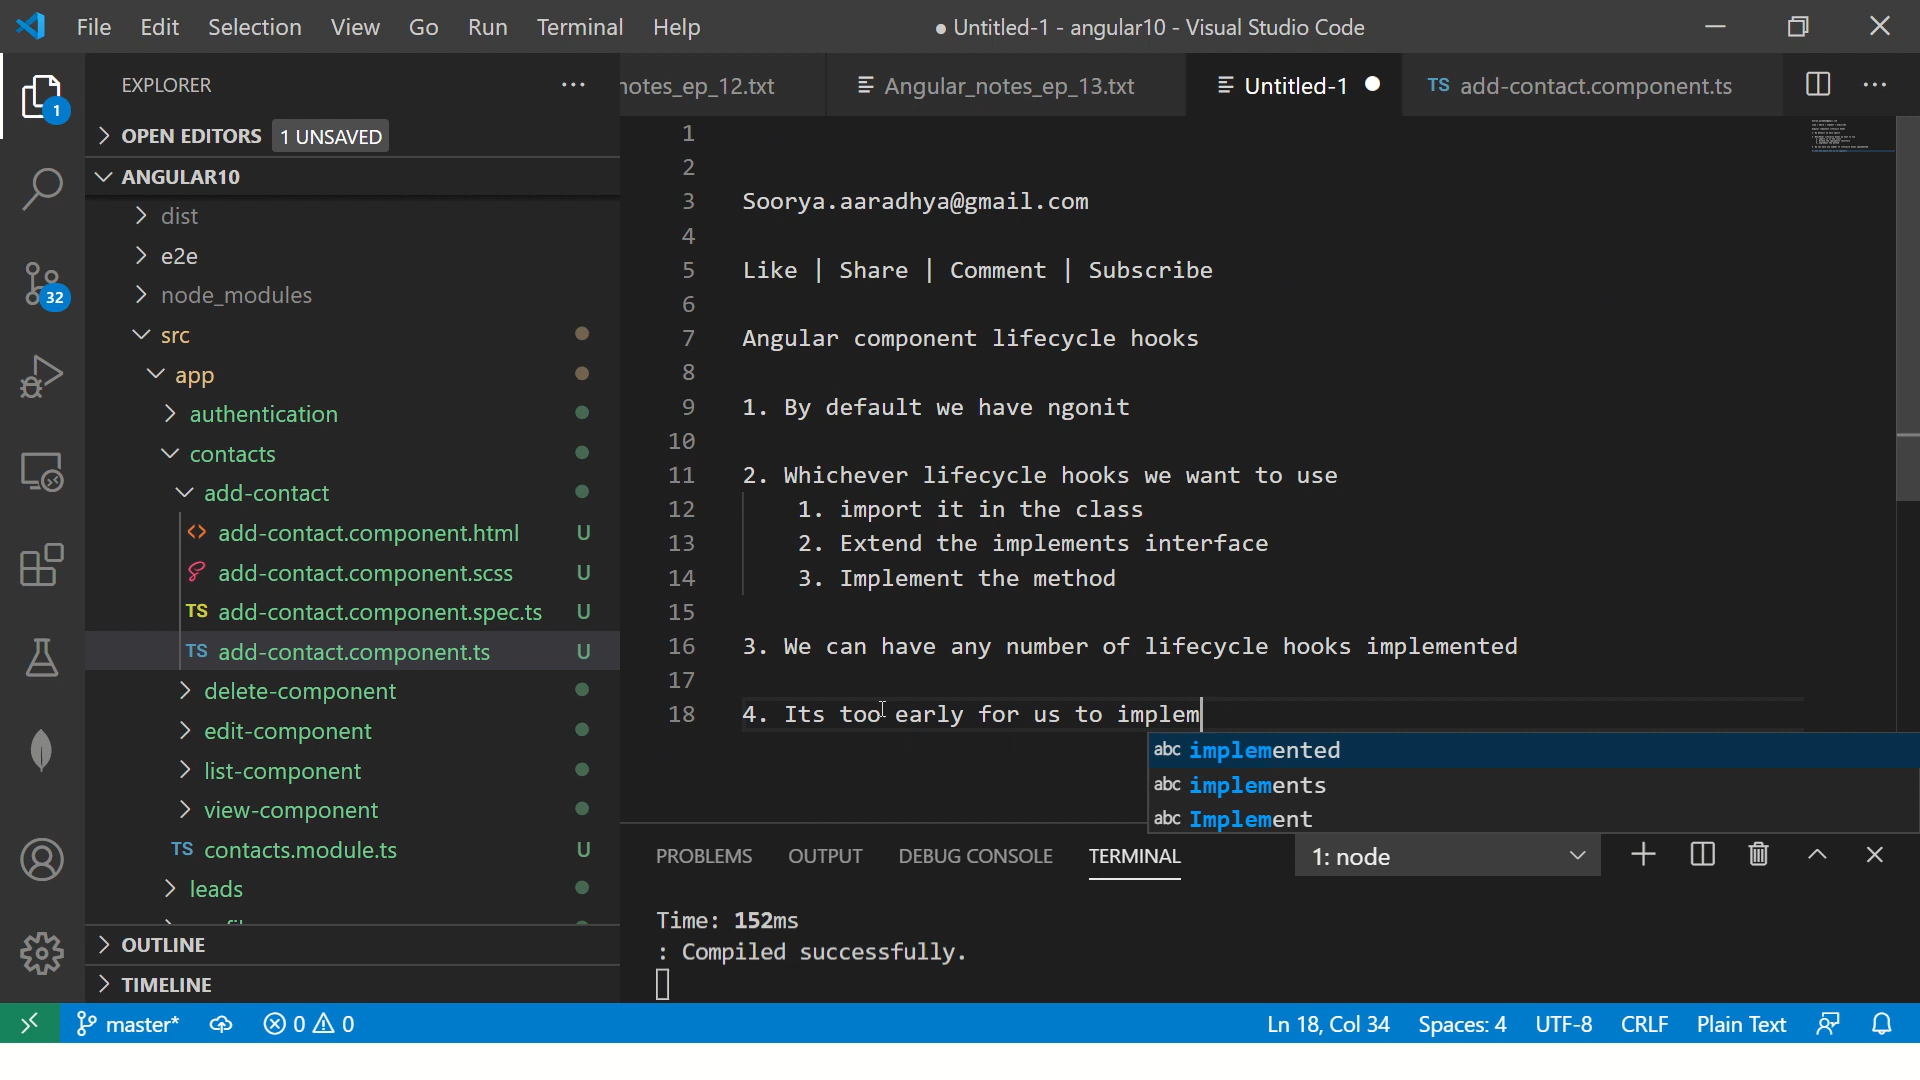 File Edit Selection View Go Run Terminal Help
● Untitled-1 - angular10 - Visual Studio Code
EXPLORER
notes_ep_12.txt
Angular_notes_ep_13.txt
Untitled-1
TS add-contact.component.ts
1
OPEN EDITORS 1 UNSAVED
ANGULAR10
dist
e2e
node_modules
32
src
app
authentication
contacts
add-contact
add-contact.component.html U
add-contact.component.scss U
TS add-contact.component.spec.ts U
TS add-contact.component.ts U
delete-component
edit-component
list-component
view-component
TS contacts.module.ts U
leads
OUTLINE
TIMELINE
1
2
3 Soorya.aaradhya@gmail.com
4
5 Like | Share | Comment | Subscribe
6
7 Angular component lifecycle hooks
8
9 1. By default we have ngonit
10
11 2. Whichever lifecycle hooks we want to use
12 1. import it in the class
13 2. Extend the implements interface
14 3. Implement the method
15
16 3. We can have any number of lifecycle hooks implemented
17
18 4. Its too early for us to implem
abc implemented
abc implements
abc Implement
PROBLEMS OUTPUT DEBUG CONSOLE TERMINAL 1: node
Time: 152ms
: Compiled successfully.
master* 0 0 Ln 18, Col 34 Spaces: 4 UTF-8 CRLF Plain Text